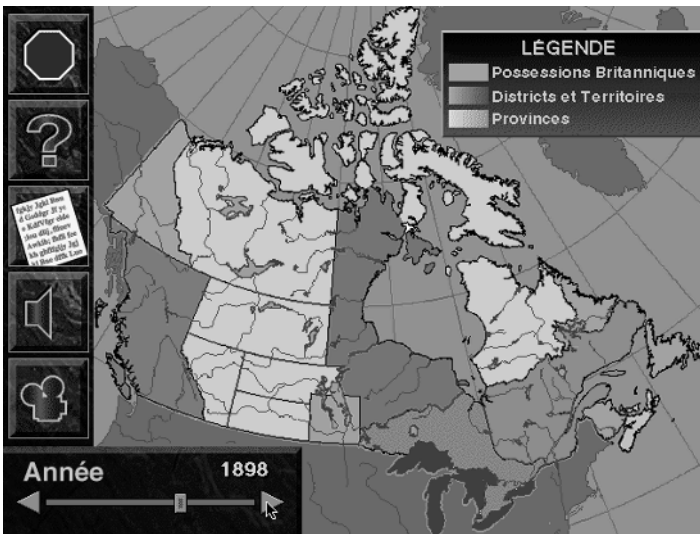 LÉGENDE
Possessions Britanniques
Districts et Territoires
Provinces
Année 1898